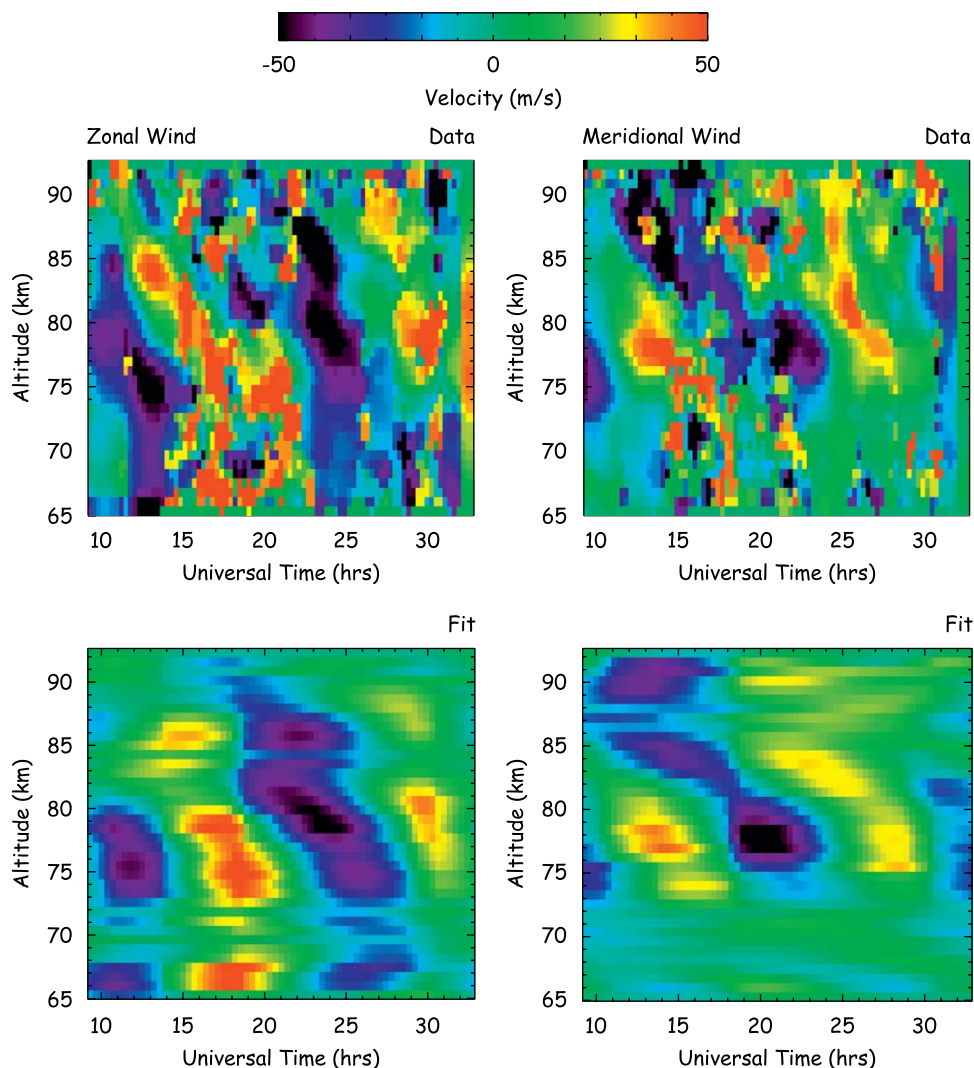 -50 0 50
Velocity (m/s)
Zonal Wind Data
Meridional Wind Data
90
85
80
75
70
65
Altitude (km)
10 15 20 25 30
Universal Time (hrs)
90
85
80
75
70
65
Altitude (km)
10 15 20 25 30
Universal Time (hrs)
Fit
90
85
80
75
70
65
Altitude (km)
10 15 20 25 30
Universal Time (hrs)
Fit
90
85
80
75
70
65
Altitude (km)
10 15 20 25 30
Universal Time (hrs)